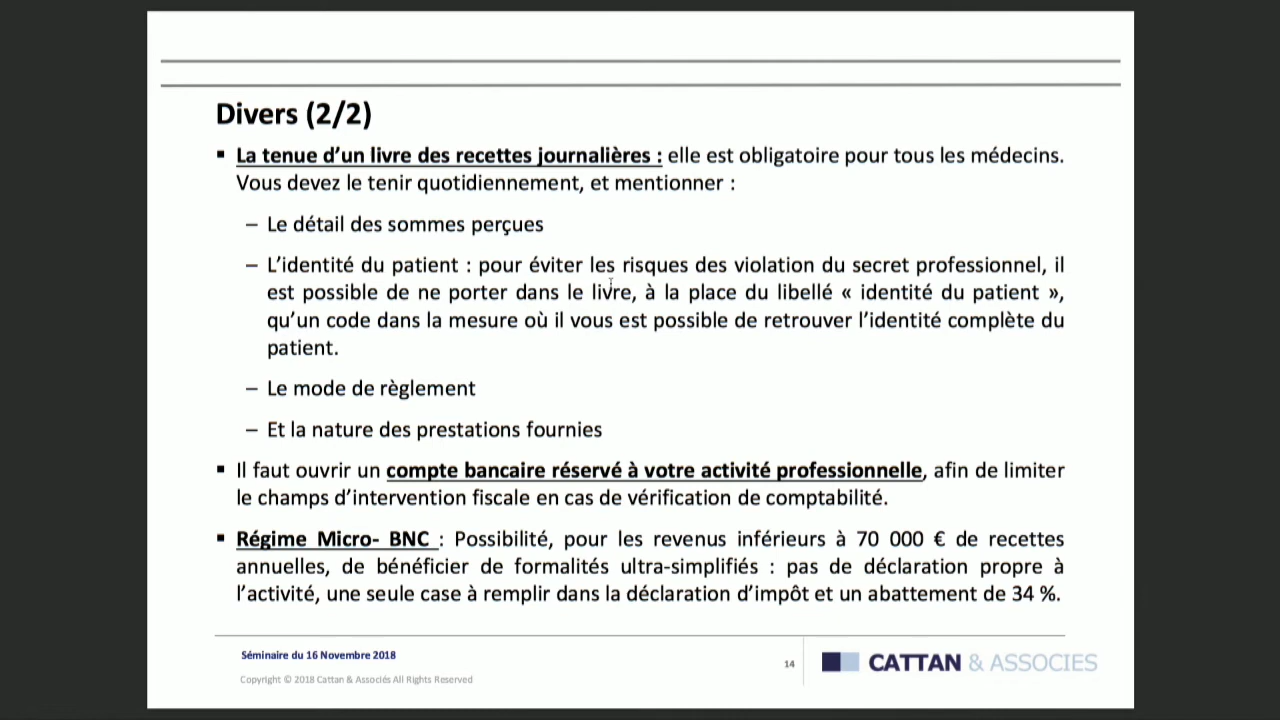 Divers (2/2)
▪ La tenue d’un livre des recettes journalières : elle est obligatoire pour tous les médecins.
Vous devez le tenir quotidiennement, et mentionner :
– Le détail des sommes perçues
– L’identité du patient : pour éviter les risques des violation du secret professionnel, il
est possible de ne porter dans le livre, à la place du libellé « identité du patient »,
qu’un code dans la mesure où il vous est possible de retrouver l’identité complète du
patient.
– Le mode de règlement
– Et la nature des prestations fournies
▪ Il faut ouvrir un compte bancaire réservé à votre activité professionnelle, afin de limiter
le champs d’intervention fiscale en cas de vérification de comptabilité.
▪ Régime Micro- BNC : Possibilité, pour les revenus inférieurs à 70 000 € de recettes
annuelles, de bénéficier de formalités ultra-simplifiés : pas de déclaration propre à
l’activité, une seule case à remplir dans la déclaration d’impôt et un abattement de 34 %.
Séminaire du 16 Novembre 2018
Copyright © 2018 Cattan & Associés All Rights Reserved
14
CATTAN & ASSOCIES